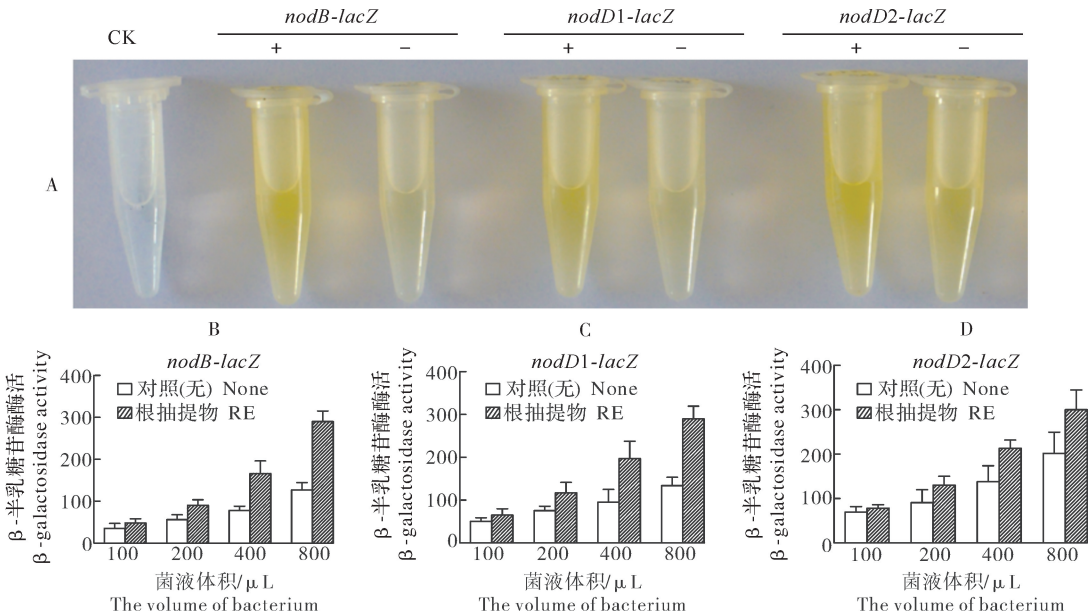 CK
nodB-lacZ
nodD1-lacZ
nodD2-lacZ
+ − + − + −
A
B
nodB-lacZ
β-半乳糖苷酶酶活
β-galactosidase activity
400
300
200
100
0
对照(无) None
根抽提物 RE
100 200 400 800
菌液体积/μL
The volume of bacterium
C
nodD1-lacZ
β-半乳糖苷酶酶活
β-galactosidase activity
400
300
200
100
0
对照(无) None
根抽提物 RE
100 200 400 800
菌液体积/μL
The volume of bacterium
D
nodD2-lacZ
β-半乳糖苷酶酶活
β-galactosidase activity
400
300
200
100
0
对照(无) None
根抽提物 RE
100 200 400 800
菌液体积/μL
The volume of bacterium